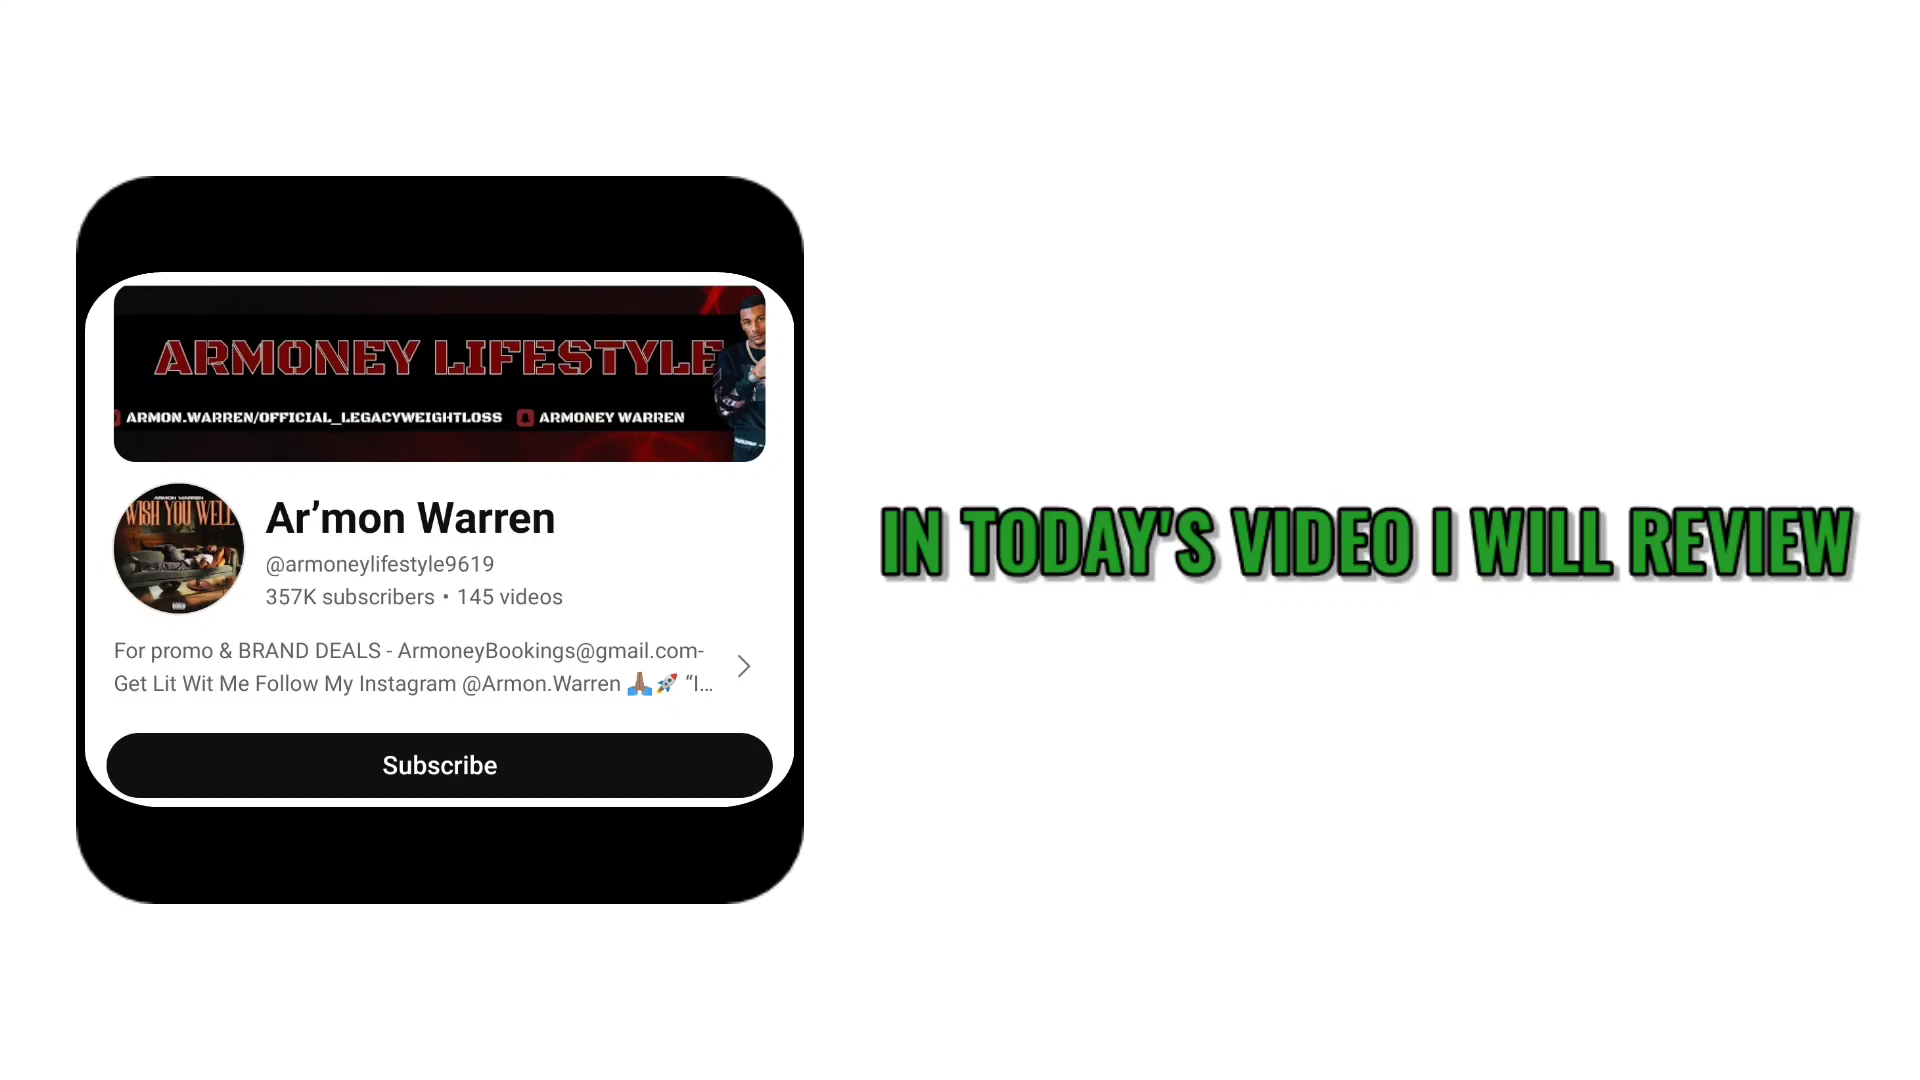 ARMONEY LIFESTYLE
ARMON.WARREN/OFFICIAL_LEGACYWEIGHTLOSS ARMONEY WARREN
ARMON WARREN
WISH YOU WELL
Ar’mon Warren
@armoneylifestyle9619
357K subscribers • 145 videos
For promo & BRAND DEALS - ArmoneyBookings@gmail.com-
Get Lit Wit Me Follow My Instagram @Armon.Warren 🙏🏽🚀 “I...
Subscribe
IN TODAY'S VIDEO I WILL REVIEW